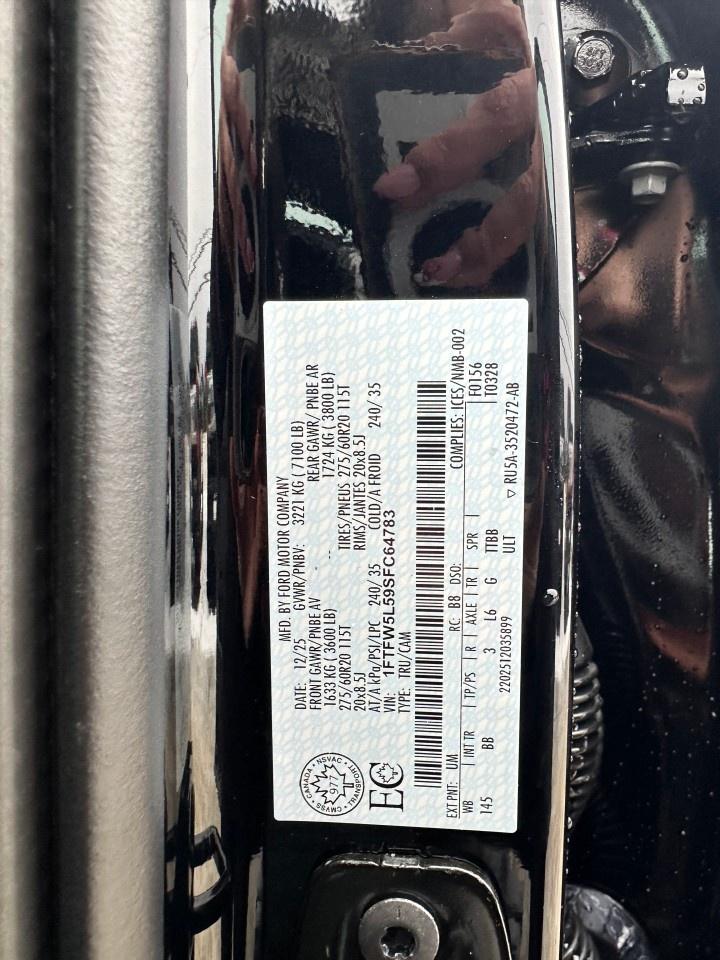 MFD. BY FORD MOTOR COMPANY
DATE: 12/25 GVWR/PNBV: 3221 KG ( 7100 LB)
FRONT GAWR/PNBE AV REAR GAWR/ PNBE AR
1633 KG ( 3600 LB) 1724 KG ( 3800 LB)
275/60R20 115T TIRES/PNEUS 275/60R20 115T
20x8.5J RIMS/JANTES 20x8.5J
AT/A kPa/PSI/LPC 240/ 35 COLD/A FROID 240/ 35
VIN: 1FTFW5L59SFC64783
TYPE: TRU/CAM
CMVSS • CANADA • NSVAC • TRANSPORT •
977
EC
COMPLIES: ICES/NMB-002
EXT PNT: UM RC: B8 DSO: F0156
WB | INT TR | TP/PS | R | AXLE | TR | SPR | T0328
145 BB 3 L6 G TTBB
ULT
2202512035899 ▽ RU5A-3520472-AB